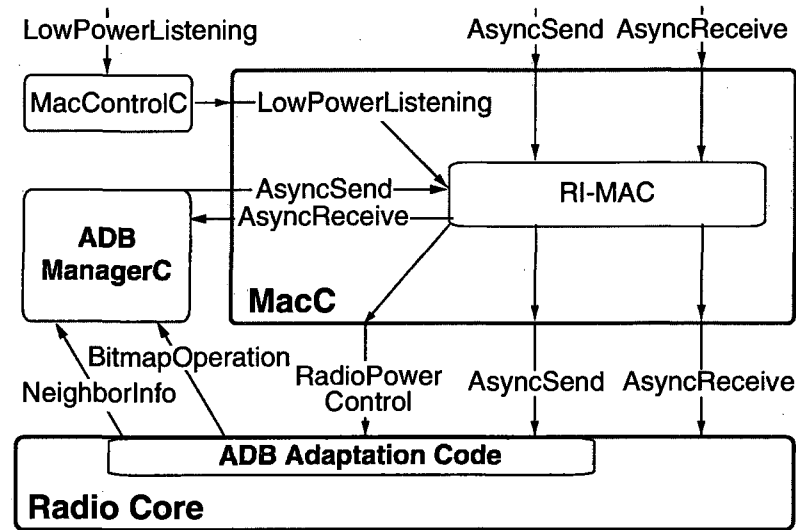 LowPowerListening
AsyncSend AsyncReceive
MacControlC
LowPowerListening
AsyncSend
AsyncReceive
RI-MAC
ADB
ManagerC
MacC
BitmapOperation
NeighborInfo
RadioPower
Control
AsyncSend
AsyncReceive
ADB Adaptation Code
Radio Core